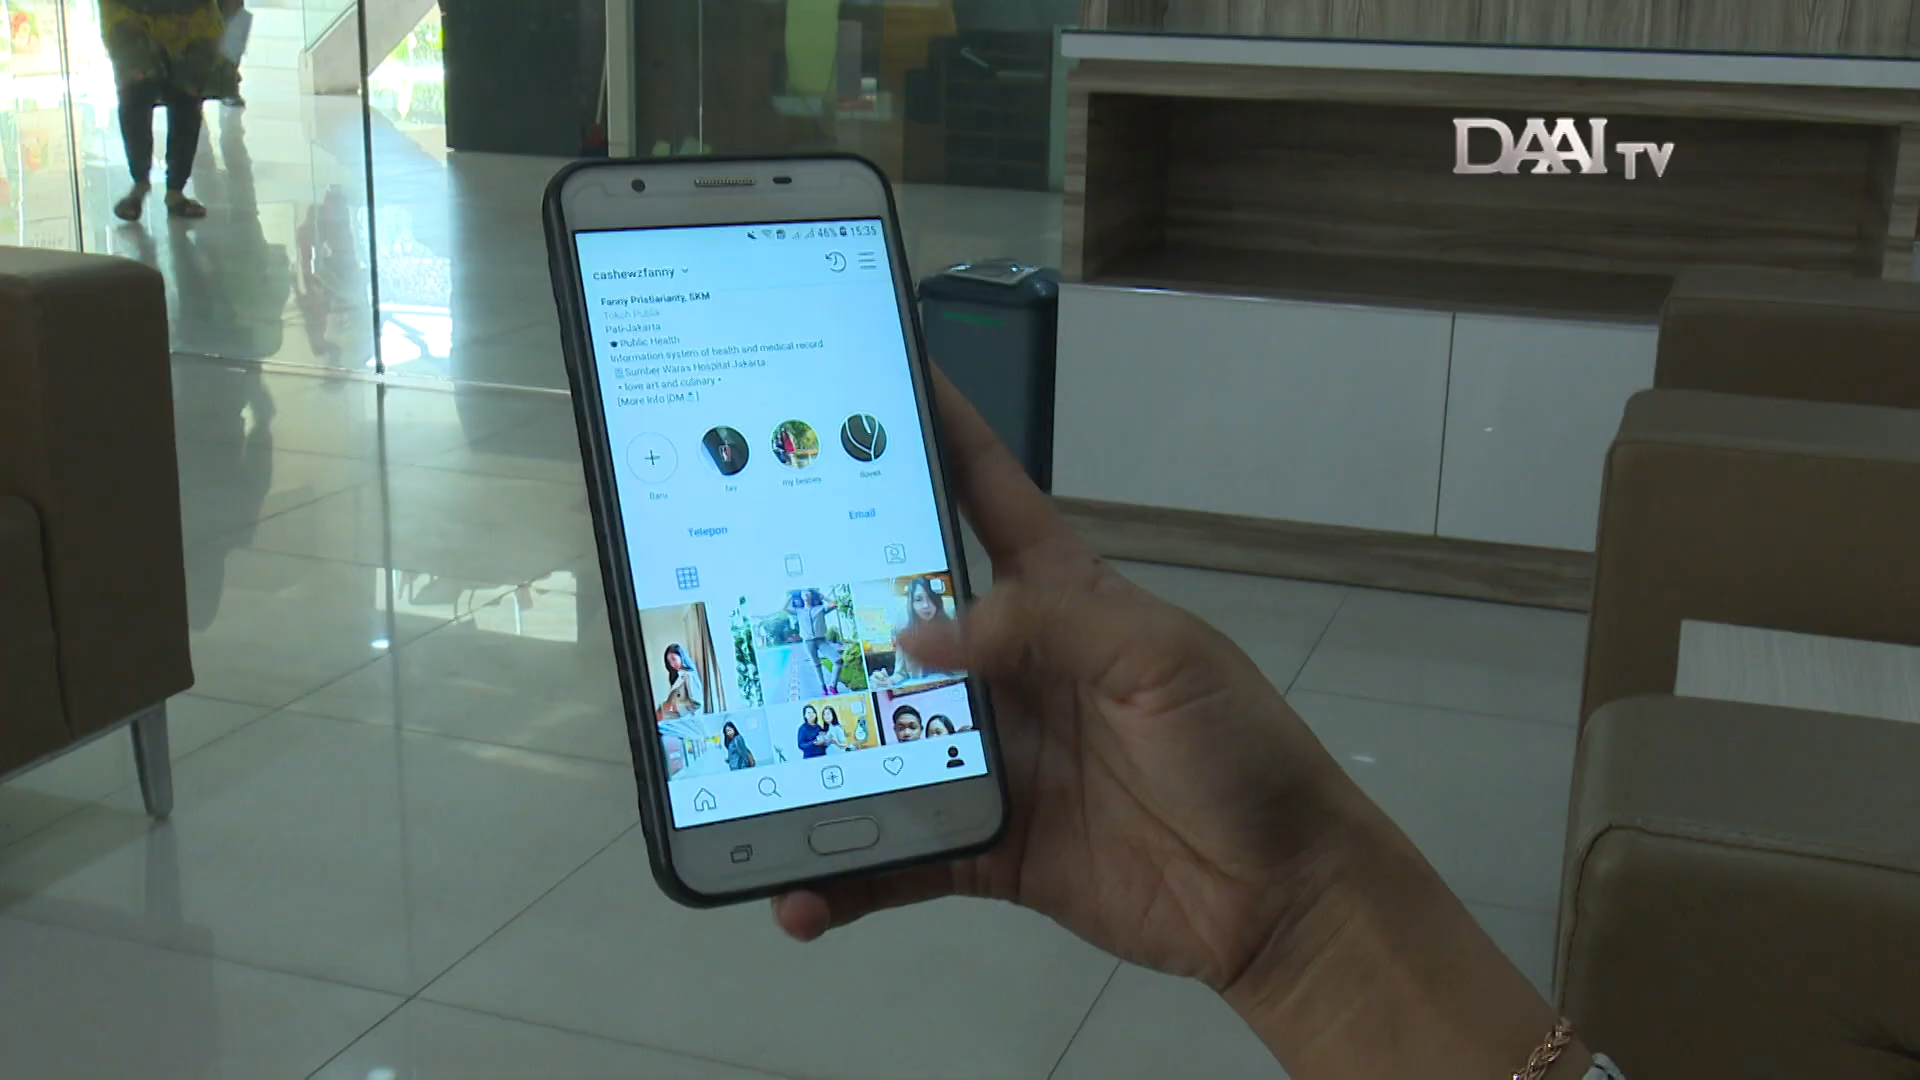 DAAI TV
46% 15:35
cashewzfanny
Fanny Pristiarianty, SKM
Tokoh Publik
Pati-Jakarta
Public Health
Information system of health and medical record
Sumber Waras Hospital Jakarta
• love art and culinary •
[More Info |DM
Baru
fav
my besties
Telepon
Email